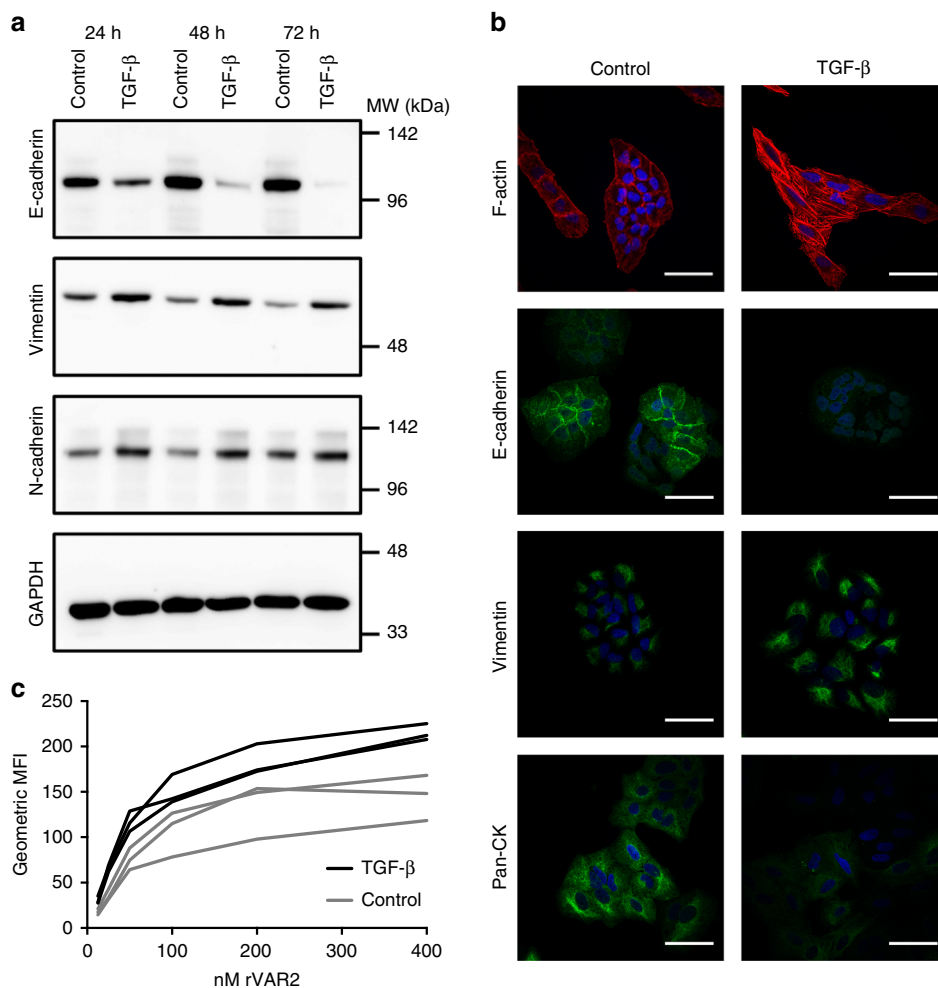 a
24 h 48 h 72 h
Control TGF-β Control TGF-β Control TGF-β
MW (kDa)
E-cadherin
142
96
Vimentin
48
N-cadherin
142
96
GAPDH
48
33
b
Control TGF-β
F-actin
E-cadherin
Vimentin
Pan-CK
c
Geometric MFI
250
200
150
100
50
0
TGF-β
Control
0 100 200 300 400
nM rVAR2